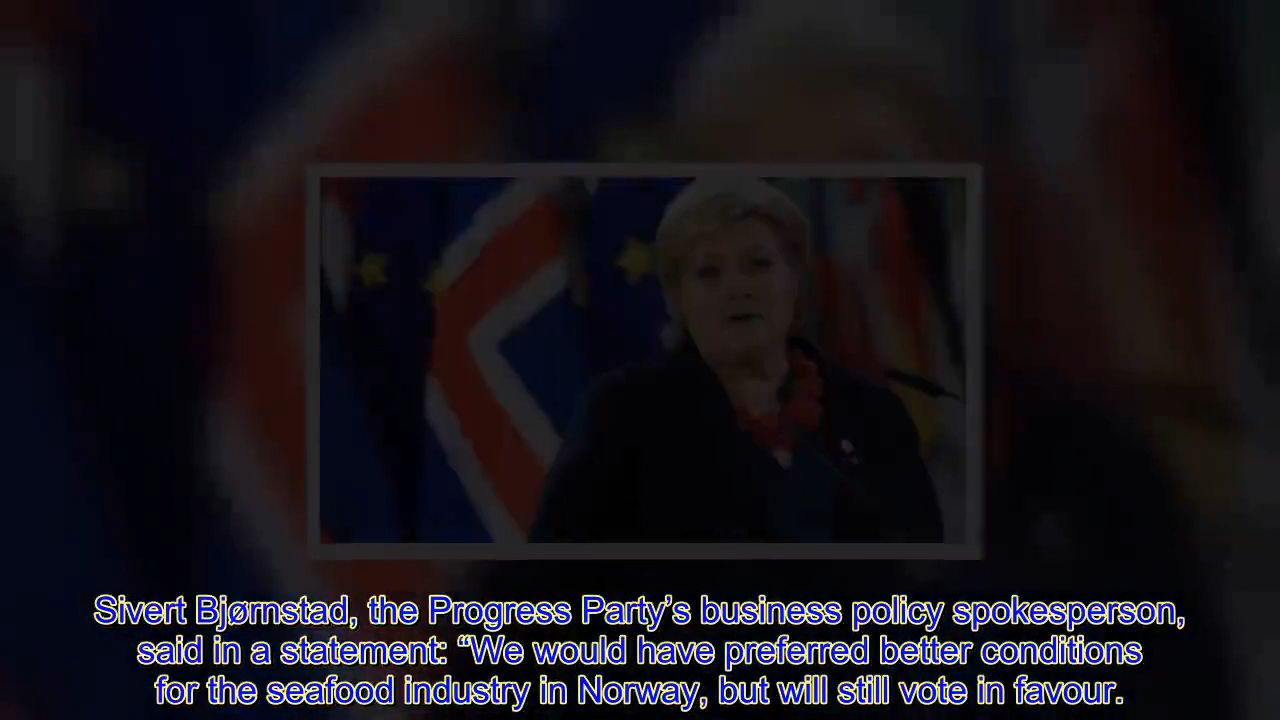 Sivert Bjørnstad, the Progress Party’s business policy spokesperson,
said in a statement: “We would have preferred better conditions
for the seafood industry in Norway, but will still vote in favour.